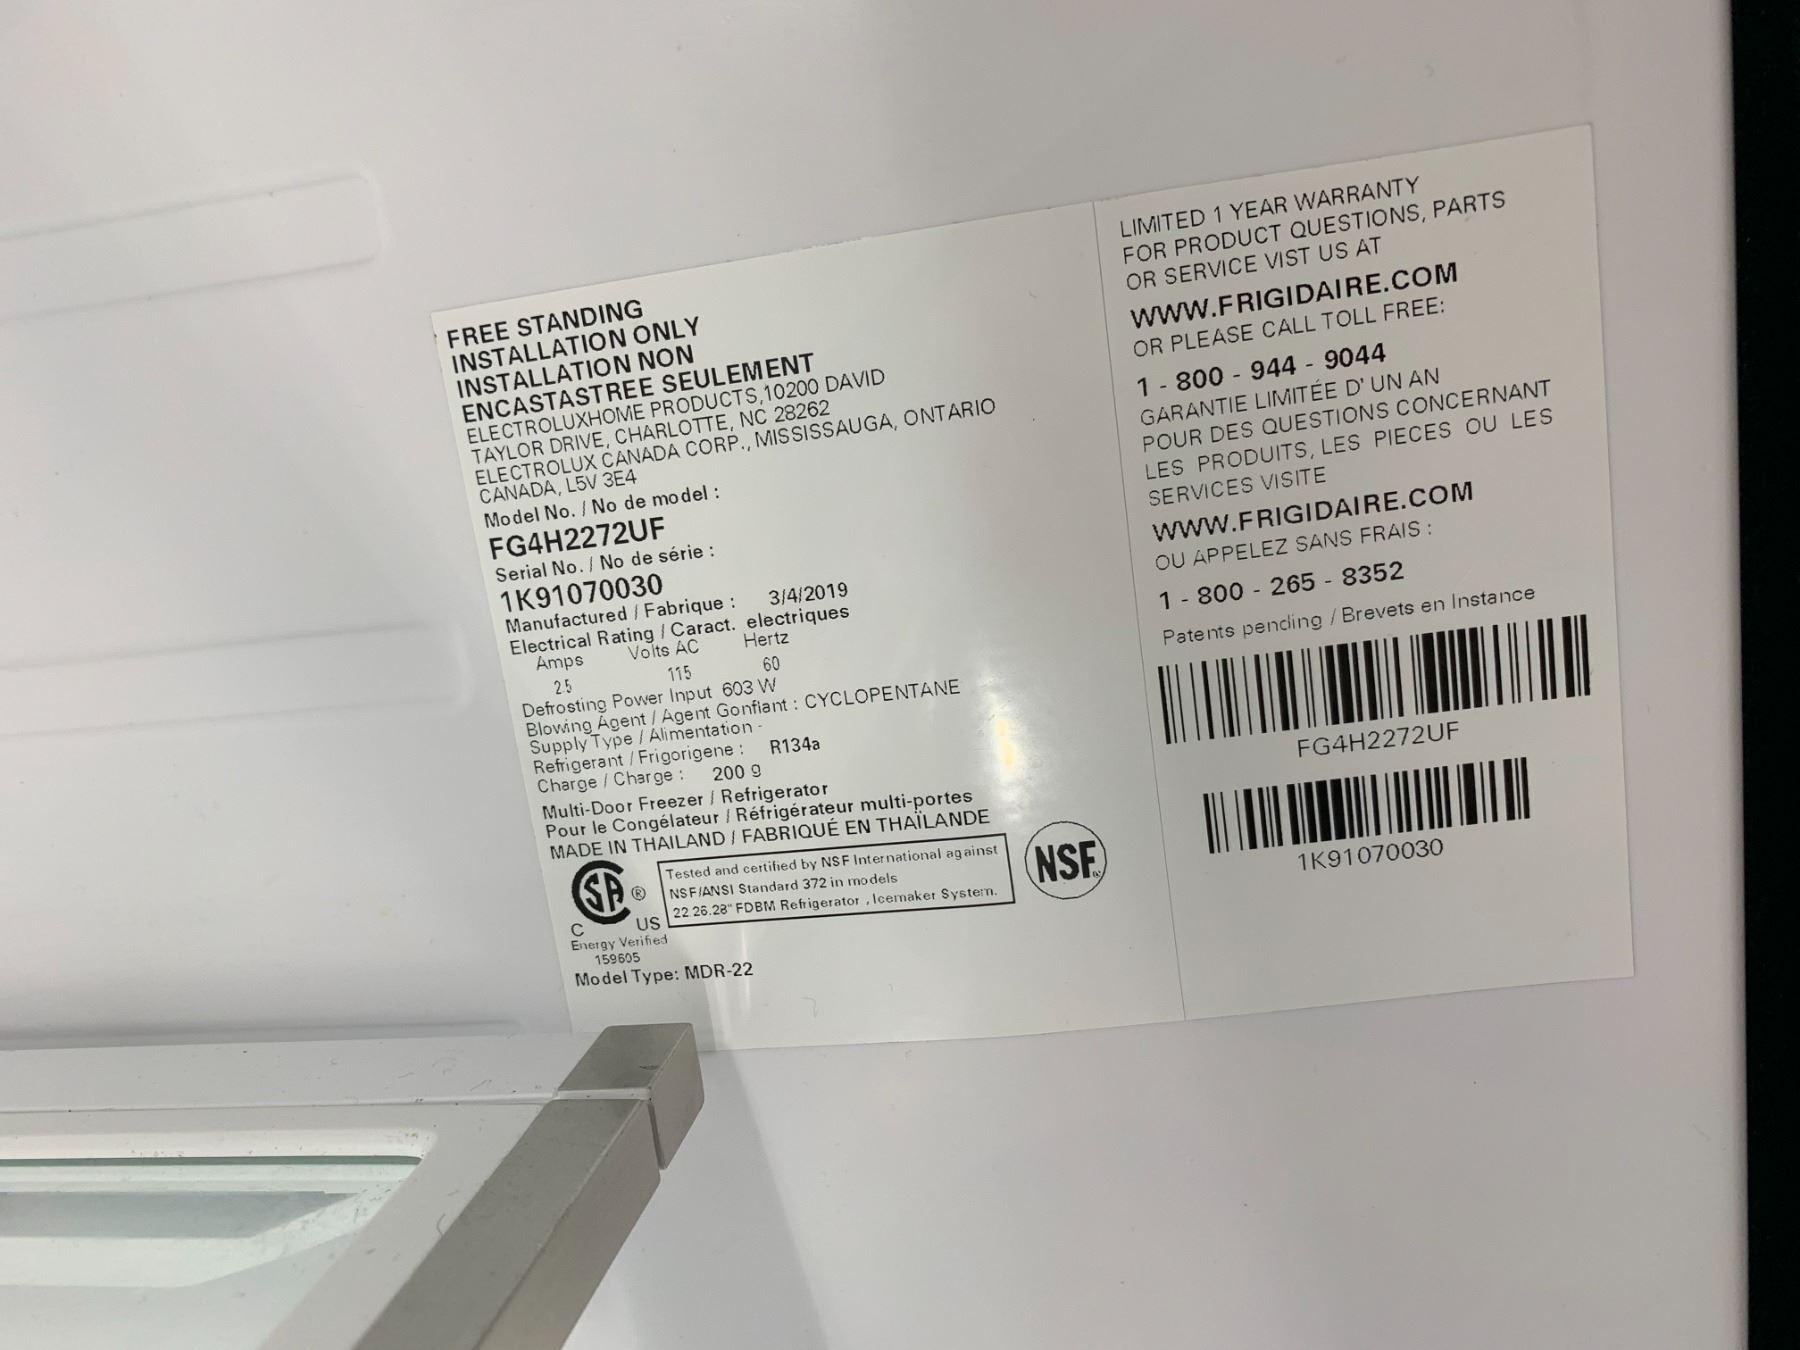 FREE STANDING
INSTALLATION ONLY
INSTALLATION NON
ENCASTASTREE SEULEMENT
ELECTROLUXHOME PRODUCTS,10200 DAVID
TAYLOR DRIVE, CHARLOTTE, NC 28262
ELECTROLUX CANADA CORP., MISSISSAUGA, ONTARIO
CANADA, L5V 3E4
Model No. / No de model :
FG4H2272UF
Serial No. / No de série :
1K91070030
Manufactured / Fabrique : 3/4/2019
Electrical Rating / Caract. electriques
Amps Volts AC Hertz
2.5 115 60
Defrosting Power Input 603 W
Blowing Agent / Agent Gonflant : CYCLOPENTANE
Supply Type / Alimentation -
Refrigerant / Frigorigene : R134a
Charge / Charge : 200 g
Multi-Door Freezer / Refrigerator
Pour le Congélateur / Réfrigérateur multi-portes
MADE IN THAILAND / FABRIQUÉ EN THAÏLANDE
SA ®
C US
Energy Verified
159605
Tested and certified by NSF International against
NSF/ANSI Standard 372 in models
22 26.28" FDBM Refrigerator , Icemaker System.
NSF®
Model Type: MDR-22
LIMITED 1 YEAR WARRANTY
FOR PRODUCT QUESTIONS, PARTS
OR SERVICE VIST US AT
WWW.FRIGIDAIRE.COM
OR PLEASE CALL TOLL FREE:
1 - 800 - 944 - 9044
GARANTIE LIMITÉE D' UN AN
POUR DES QUESTIONS CONCERNANT
LES PRODUITS, LES PIECES OU LES
SERVICES VISITE
WWW.FRIGIDAIRE.COM
OU APPELEZ SANS FRAIS :
1 - 800 - 265 - 8352
Patents pending / Brevets en Instance
FG4H2272UF
1K91070030